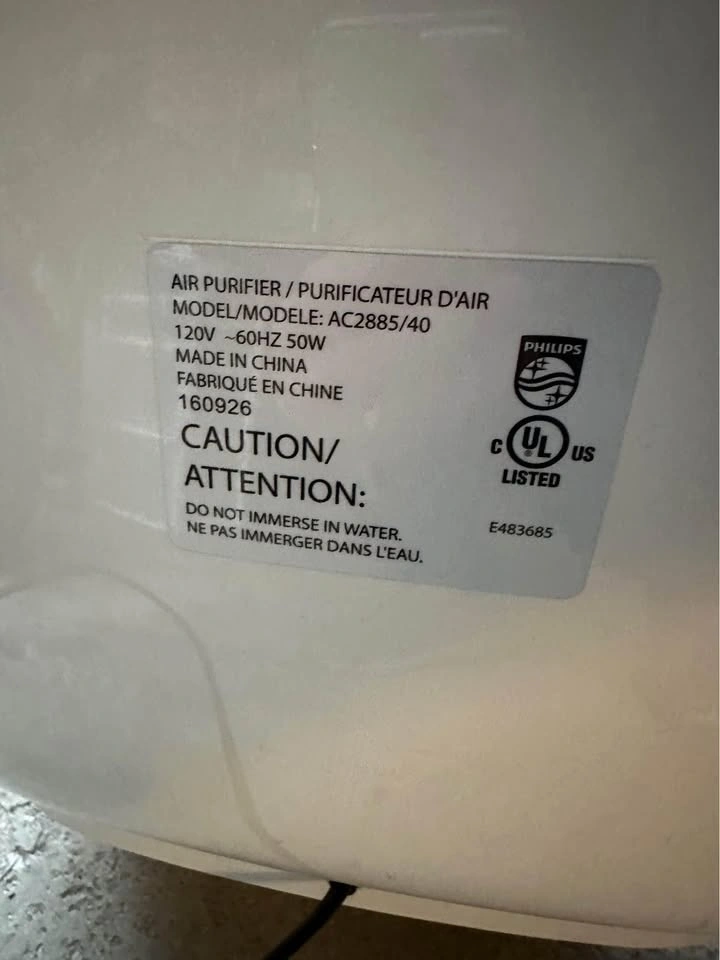 AIR PURIFIER / PURIFICATEUR D'AIR
MODEL/MODELE: AC2885/40
120V ~60HZ 50W
MADE IN CHINA
FABRIQUÉ EN CHINE
160926
CAUTION/
ATTENTION:
DO NOT IMMERSE IN WATER.
NE PAS IMMERGER DANS L'EAU.
PHILIPS
C UL ® US
LISTED
E483685